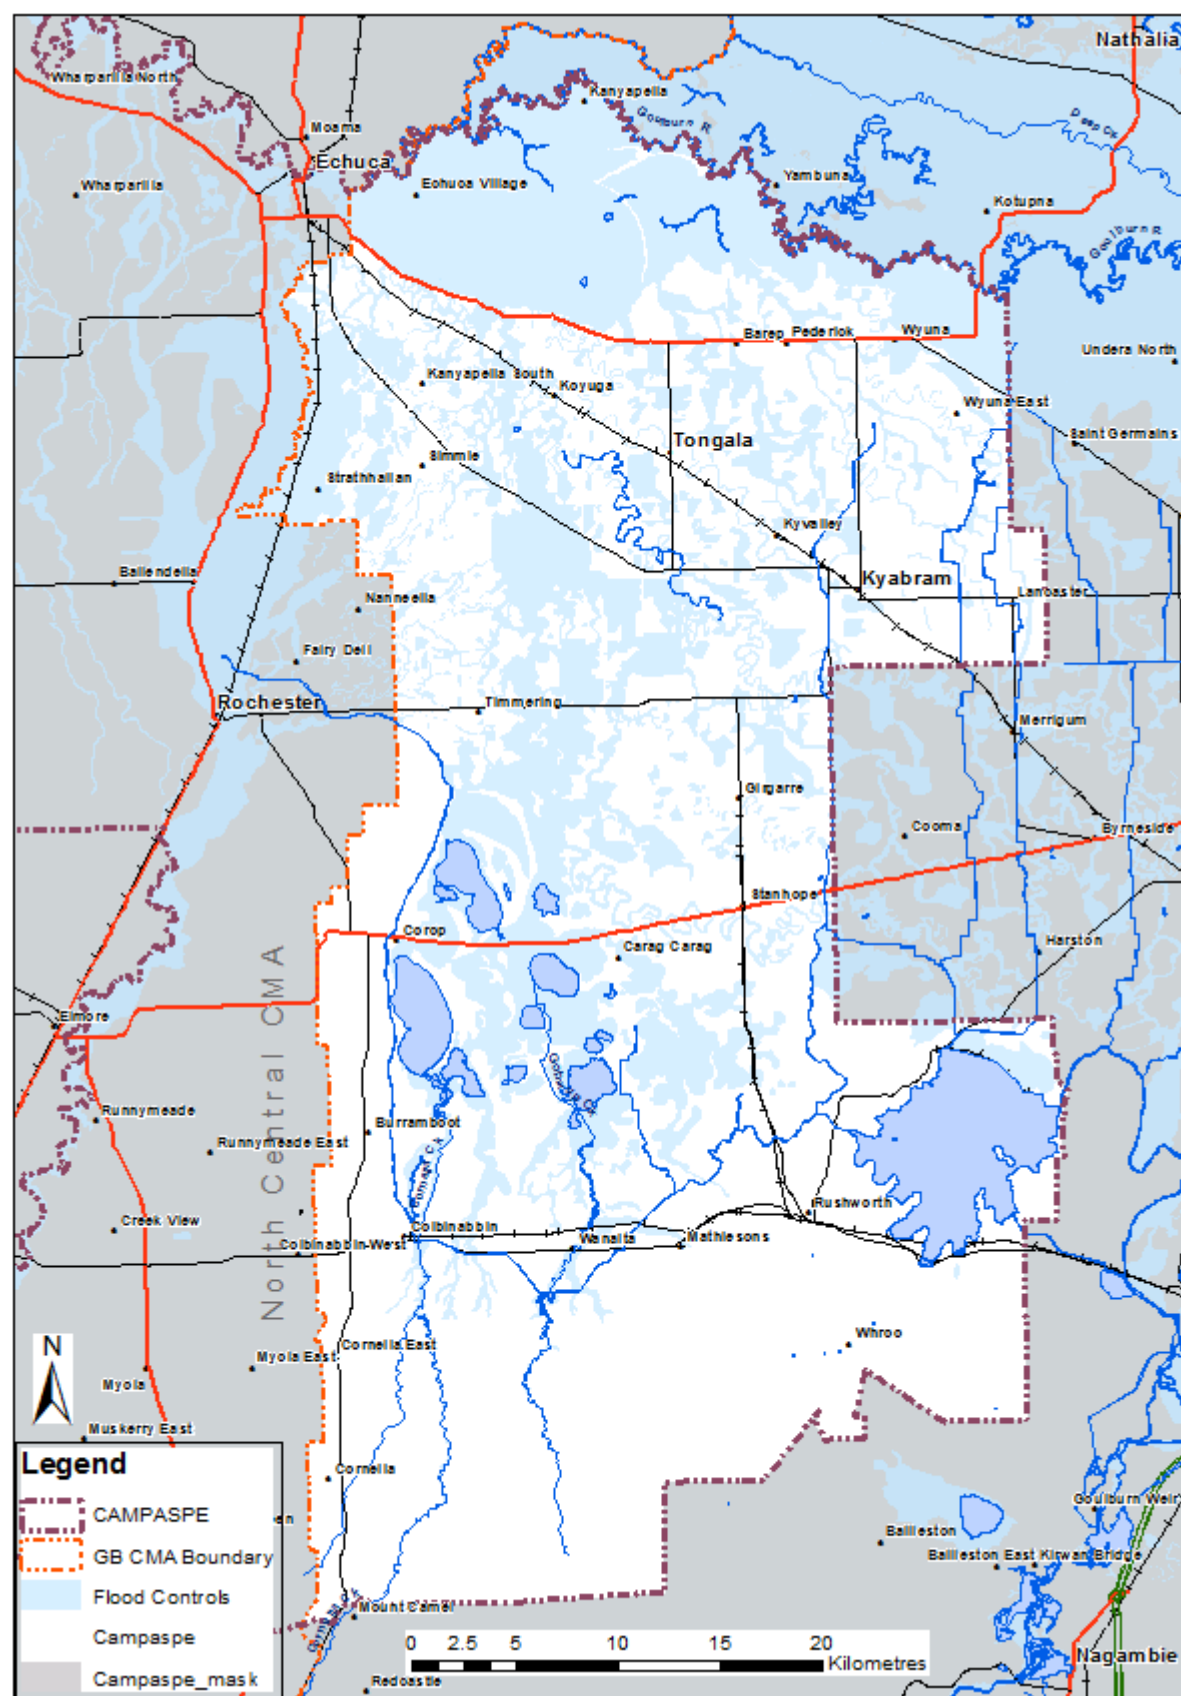 Nathalia
Wharparilla North
Kanyapella
Goulburn R
Deep Ck
Moama
Echuca
Wharparilla
Echuca Village
Yambuna
Kotupna
Goulburn R
Barep
Pederick
Wyuna
Undera North
Kanyapella South
Koyuga
Wyuna East
Tongala
Saint Germains
Simmie
Strathallan
Kyvalley
Ballendella
Kyabram
Nanneella
Lancaster
Fairy Dell
Rochester
Timmering
Merrigum
Girgarre
Cooma
Byrneside
Stanhope
Corop
Carag Carag
Harston
North Central CMA
Elmore
Runnymeade
Burramboot
Runnymeade East
Creek View
Colbinabbin
Rushworth
Colbinabbin West
Wanalta
Mathiesons
Whroo
Cornella East
N
Myola East
Myola
Muskerry East
Cornella
Legend
CAMPASPE
GB CMA Boundary
Flood Controls
Campaspe
Campaspe_mask
Goulburn Weir
Bailieston
Bailieston East
Kirwan Bridge
Mount Camel
0 2.5 5 10 15 20
Kilometres
Nagambie
Redcastle